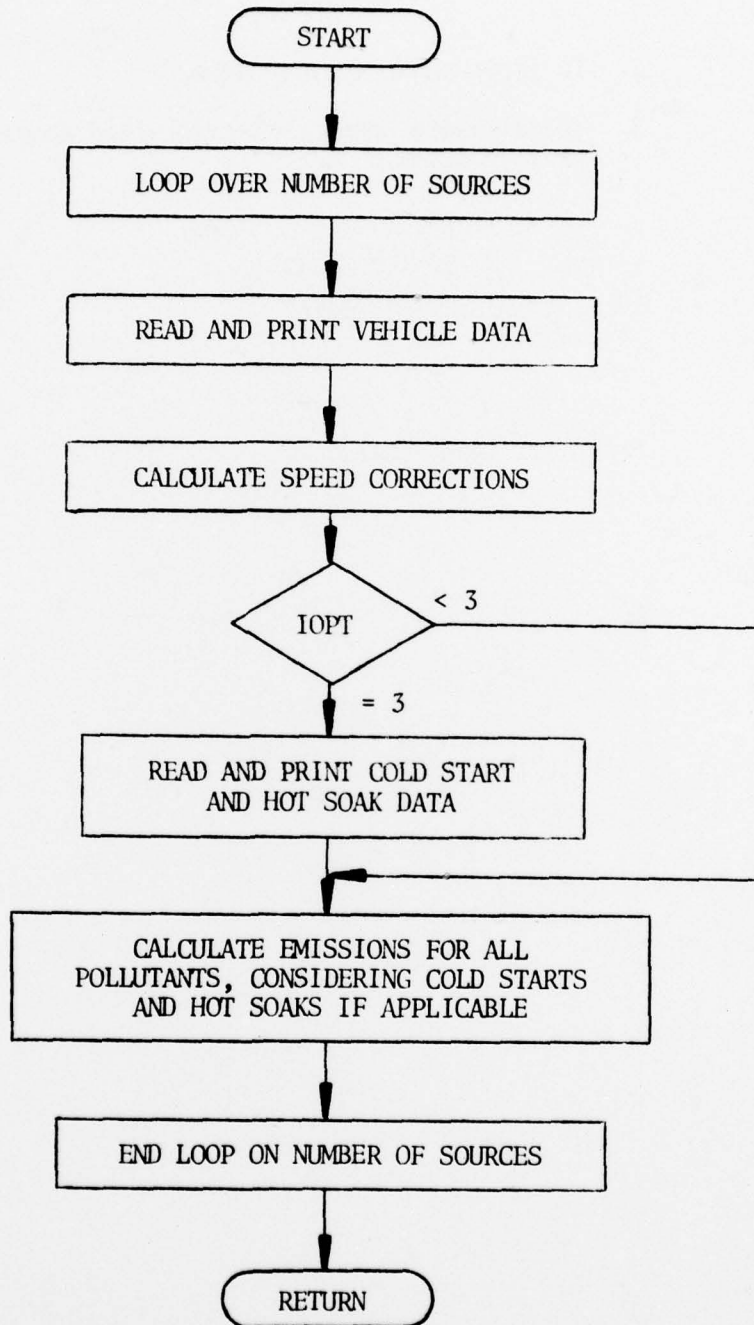 START
LOOP OVER NUMBER OF SOURCES
READ AND PRINT VEHICLE DATA
CALCULATE SPEED CORRECTIONS
IOPT
< 3
= 3
READ AND PRINT COLD START
AND HOT SOAK DATA
CALCULATE EMISSIONS FOR ALL
POLLUTANTS, CONSIDERING COLD STARTS
AND HOT SOAKS IF APPLICABLE
END LOOP ON NUMBER OF SOURCES
RETURN